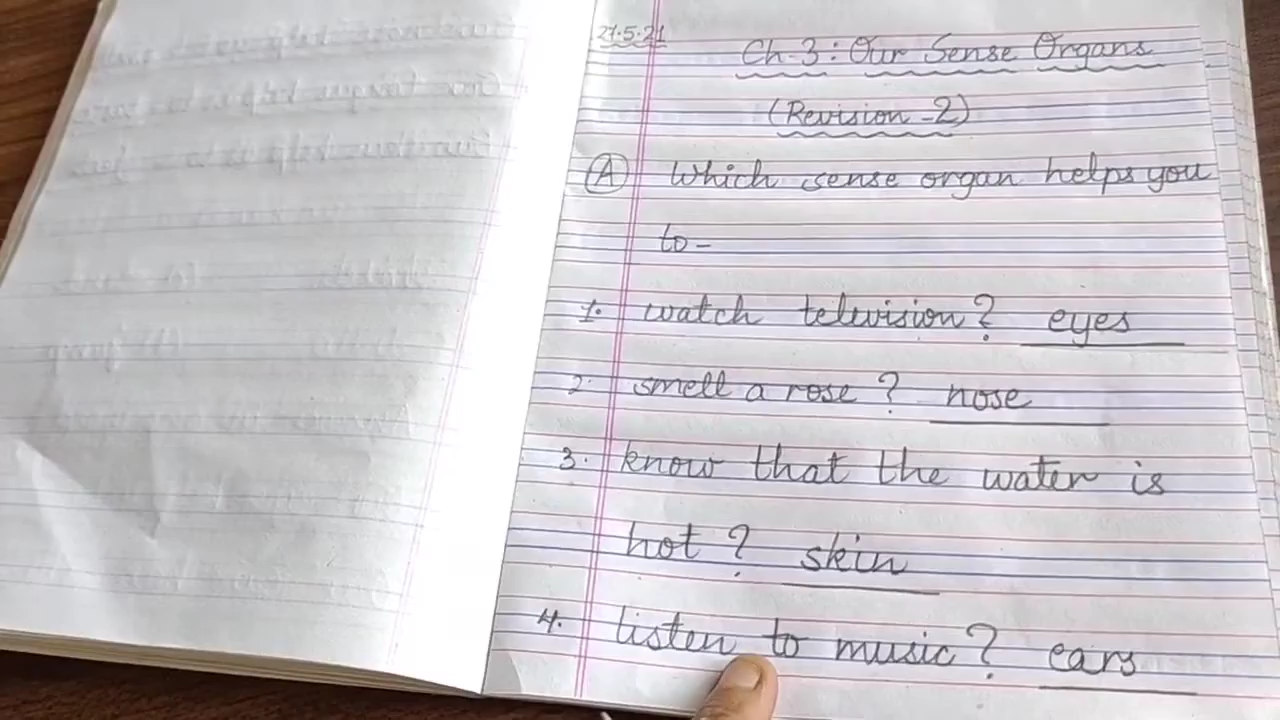 27.5.21
Ch-3: Our Sense Organs
(Revision-2)
(A) Which sense organ helps you
to-
1. watch television? eyes
2. smell a rose? nose
3. know that the water is
hot? skin
4. listen to music? ears